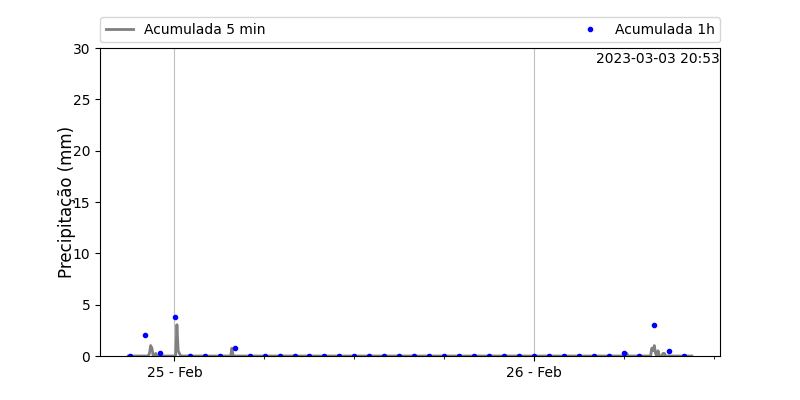 Acumulada 5 min
Acumulada 1h
2023-03-03 20:53
Precipitação (mm)
30
25
20
15
10
5
0
25 - Feb
26 - Feb